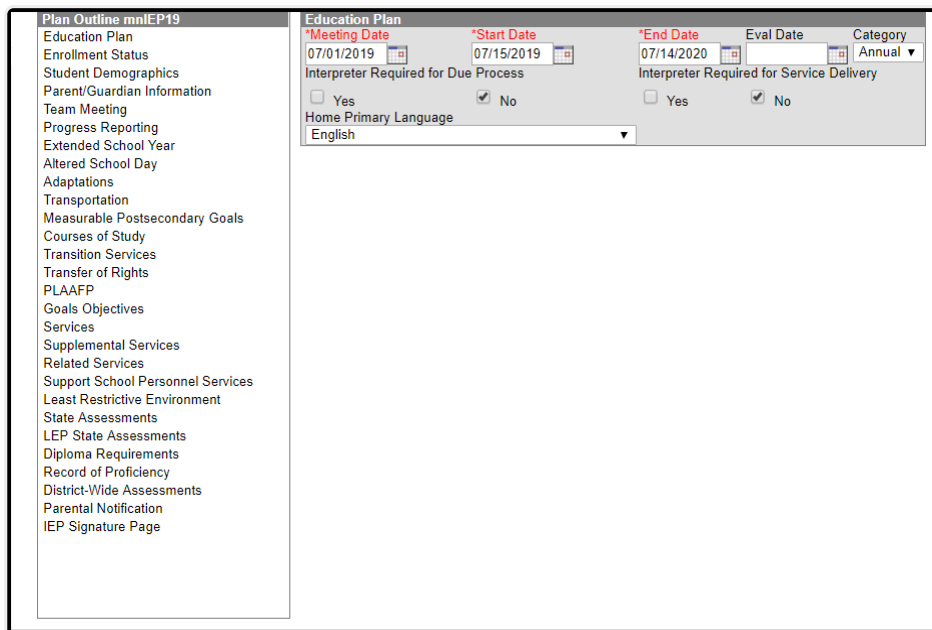 Plan Outline mnIEP19
Education Plan
Enrollment Status
Student Demographics
Parent/Guardian Information
Team Meeting
Progress Reporting
Extended School Year
Altered School Day
Adaptations
Transportation
Measurable Postsecondary Goals
Courses of Study
Transition Services
Transfer of Rights
PLAAFP
Goals Objectives
Services
Supplemental Services
Related Services
Support School Personnel Services
Least Restrictive Environment
State Assessments
LEP State Assessments
Diploma Requirements
Record of Proficiency
District-Wide Assessments
Parental Notification
IEP Signature Page
Education Plan
*Meeting Date *Start Date *End Date Eval Date Category
07/01/2019 07/15/2019 07/14/2020 Annual
Interpreter Required for Due Process Interpreter Required for Service Delivery
Yes No Yes No
Home Primary Language
English